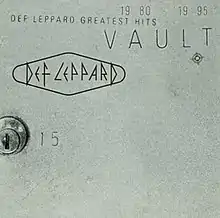 19 80 19 95
DEF LEPPARD GREATEST HITS
VAULT
DEF LEPPARD
15